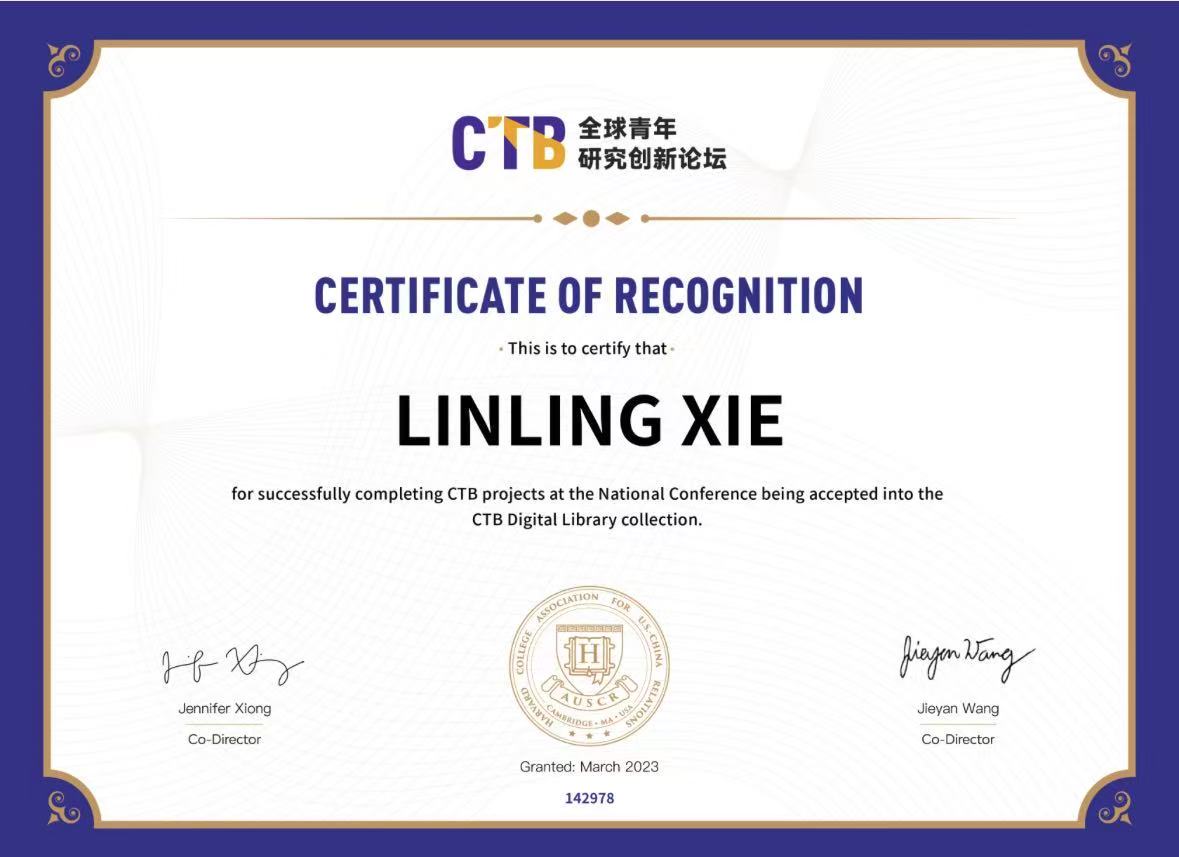 CTB
全球青年
研究创新论坛
CERTIFICATE OF RECOGNITION
· This is to certify that ·
LINLING XIE
for successfully completing CTB projects at the National Conference being accepted into the
CTB Digital Library collection.
HARVARD COLLEGE ASSOCIATION FOR U.S.-CHINA RELATIONS
H
AUSCR
CAMBRIDGE • MA • USA
Jennifer Xiong
Co-Director
Jieyan Wang
Jieyan Wang
Co-Director
Granted: March 2023
142978